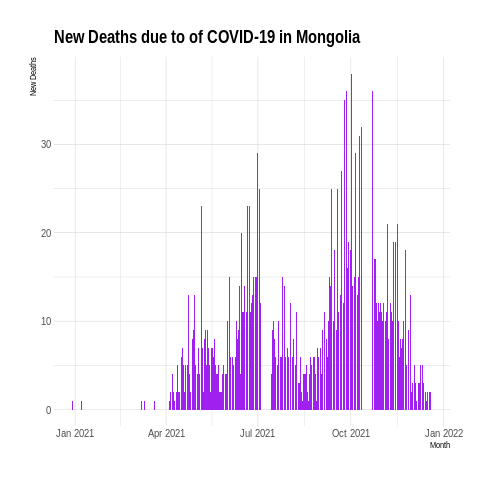 New Deaths due to of COVID-19 in Mongolia
New Deaths
30
20
10
0
Jan 2021 Apr 2021 Jul 2021 Oct 2021 Jan 2022
Month